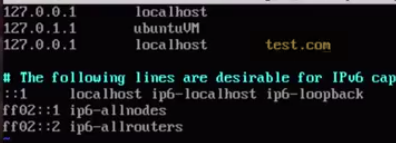 127.0.0.1 localhost
127.0.1.1 ubuntuVM
127.0.0.1 localhost test.com
# The following lines are desirable for IPv6 cap
::1 localhost ip6-localhost ip6-loopback
ff02::1 ip6-allnodes
ff02::2 ip6-allrouters